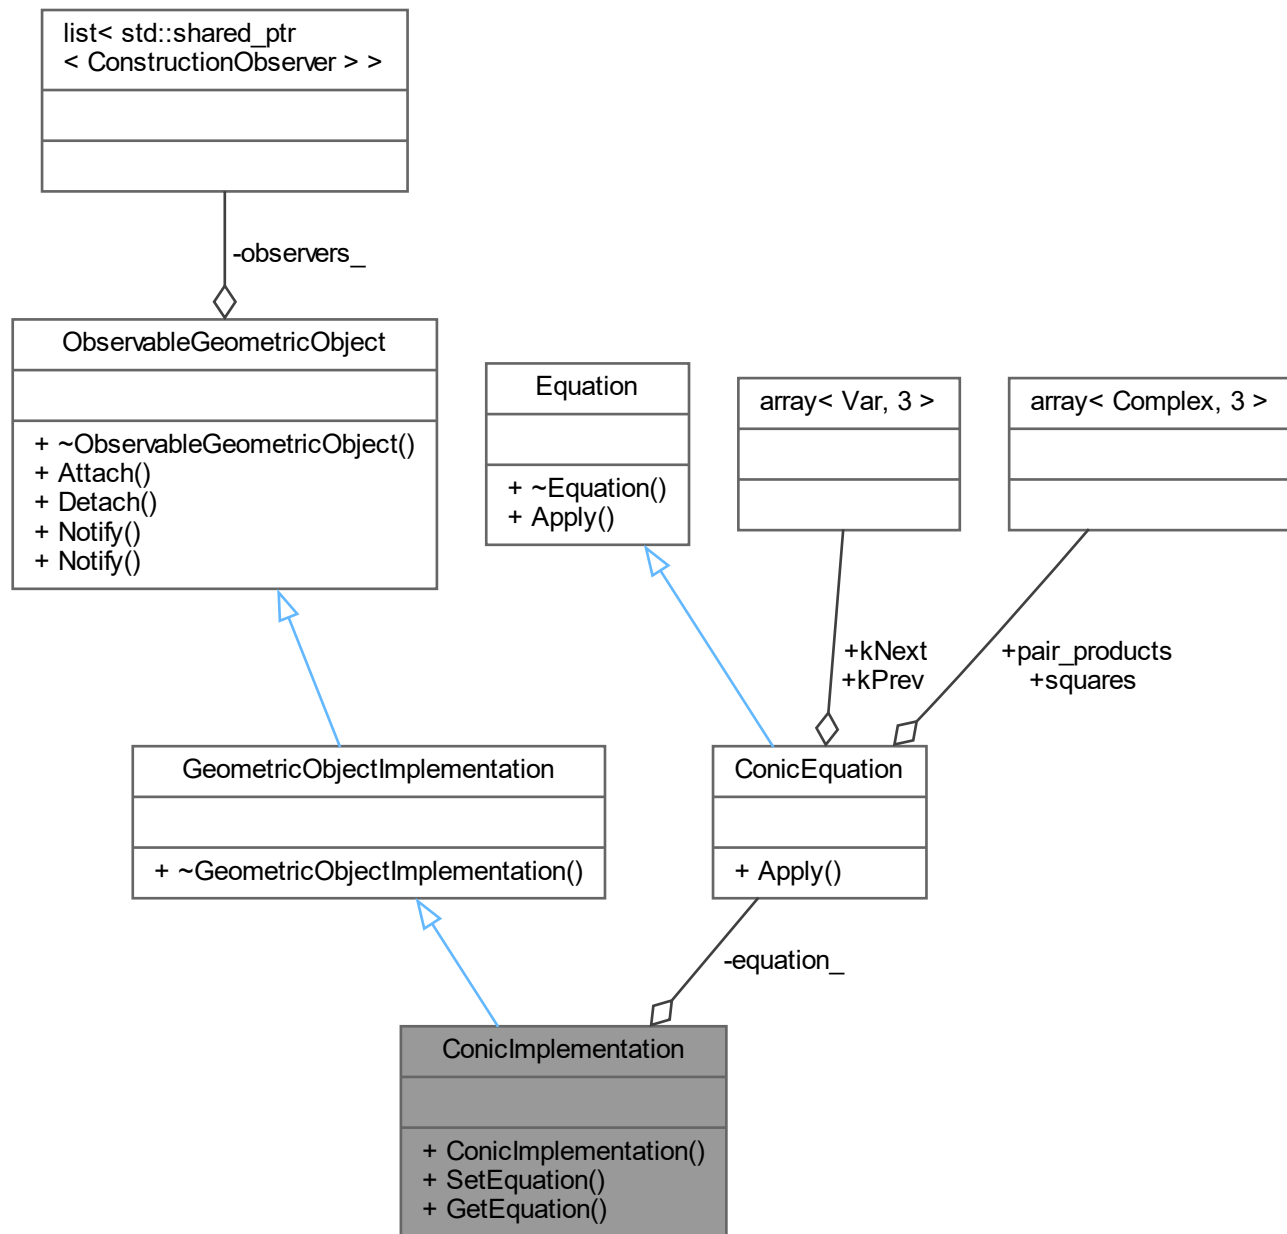 list< std::shared_ptr
< ConstructionObserver > >
-observers_
ObservableGeometricObject
+ ~ObservableGeometricObject()
+ Attach()
+ Detach()
+ Notify()
+ Notify()
Equation
+ ~Equation()
+ Apply()
array< Var, 3 >
array< Complex, 3 >
+kNext
+kPrev
+pair_products
+squares
GeometricObjectImplementation
+ ~GeometricObjectImplementation()
ConicEquation
+ Apply()
-equation_
ConicImplementation
+ ConicImplementation()
+ SetEquation()
+ GetEquation()